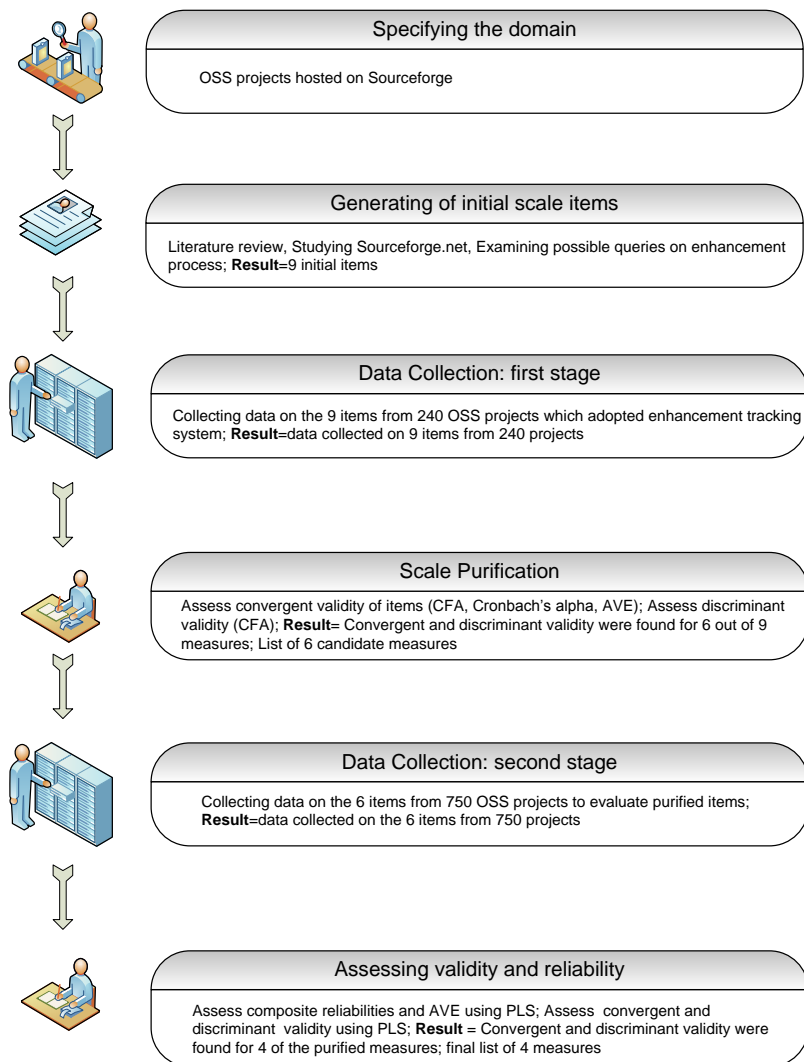 Specifying the domain
OSS projects hosted on Sourceforge
Generating of initial scale items
Literature review, Studying Sourceforge.net, Examining possible queries on enhancement
process; Result=9 initial items
Data Collection: first stage
Collecting data on the 9 items from 240 OSS projects which adopted enhancement tracking
system; Result=data collected on 9 items from 240 projects
Scale Purification
Assess convergent validity of items (CFA, Cronbach's alpha, AVE); Assess discriminant
validity (CFA); Result= Convergent and discriminant validity were found for 6 out of 9
measures; List of 6 candidate measures
Data Collection: second stage
Collecting data on the 6 items from 750 OSS projects to evaluate purified items;
Result=data collected on the 6 items from 750 projects
Assessing validity and reliability
Assess composite reliabilities and AVE using PLS; Assess convergent and
discriminant validity using PLS; Result = Convergent and discriminant validity were
found for 4 of the purified measures; final list of 4 measures